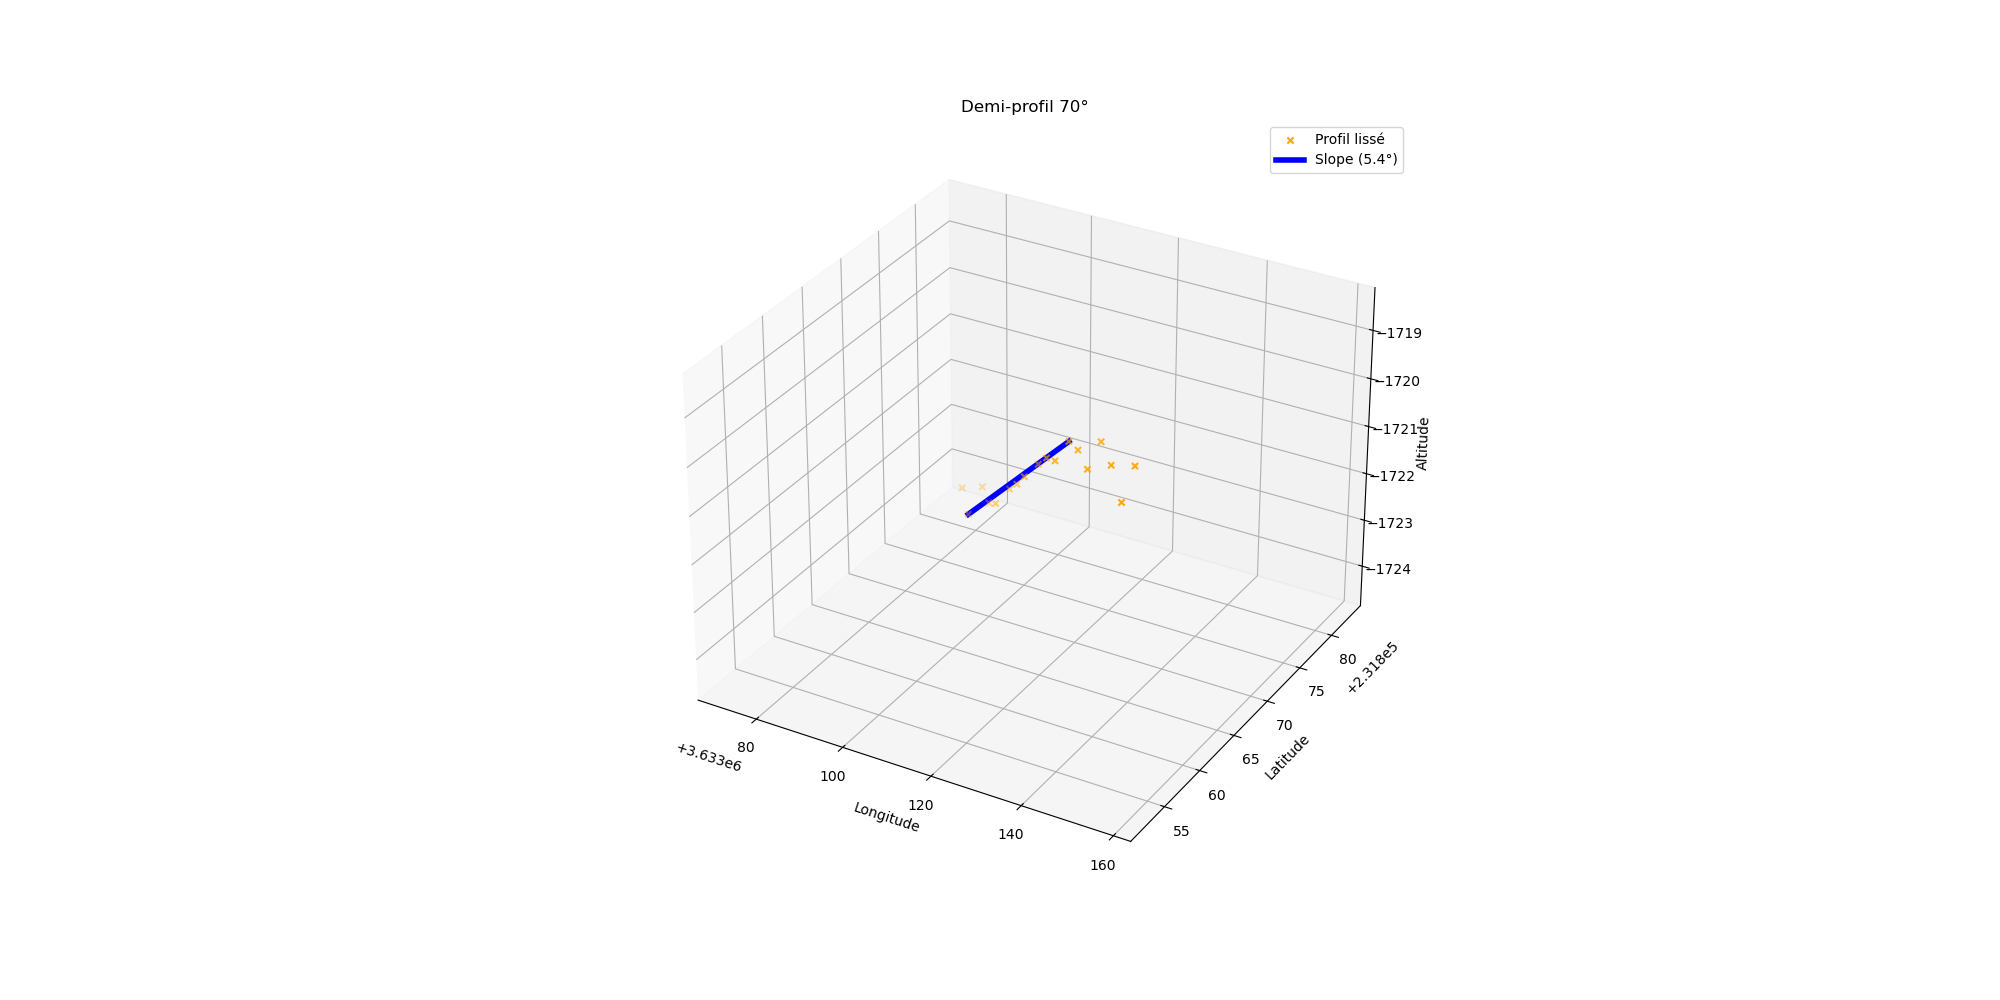 Demi-profil 70°
Profil lissé
Slope (5.4°)
−1719
−1720
−1721
−1722
−1723
−1724
Altitude
80
75
70
65
60
55
+2.318e5
Latitude
80
100
120
140
160
+3.633e6
Longitude